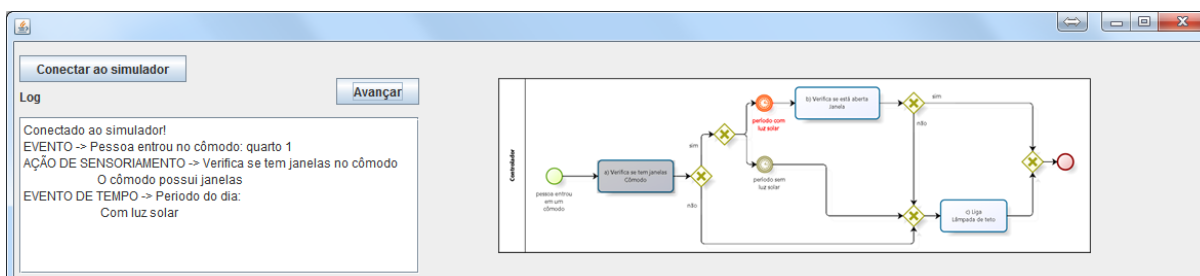 Conectar ao simulador
Log
Avançar
Conectado ao simulador!
EVENTO -> Pessoa entrou no cômodo: quarto 1
AÇÃO DE SENSORIAMENTO -> Verifica se tem janelas no cômodo
O cômodo possui janelas
EVENTO DE TEMPO -> Periodo do dia:
Com luz solar
Controlador
pessoa entrou
em um
cômodo
a) Verifica se tem janelas
Cômodo
sim
não
período com
luz solar
período sem
luz solar
b) Verifica se está aberta
Janela
sim
não
c) Liga
Lâmpada de teto